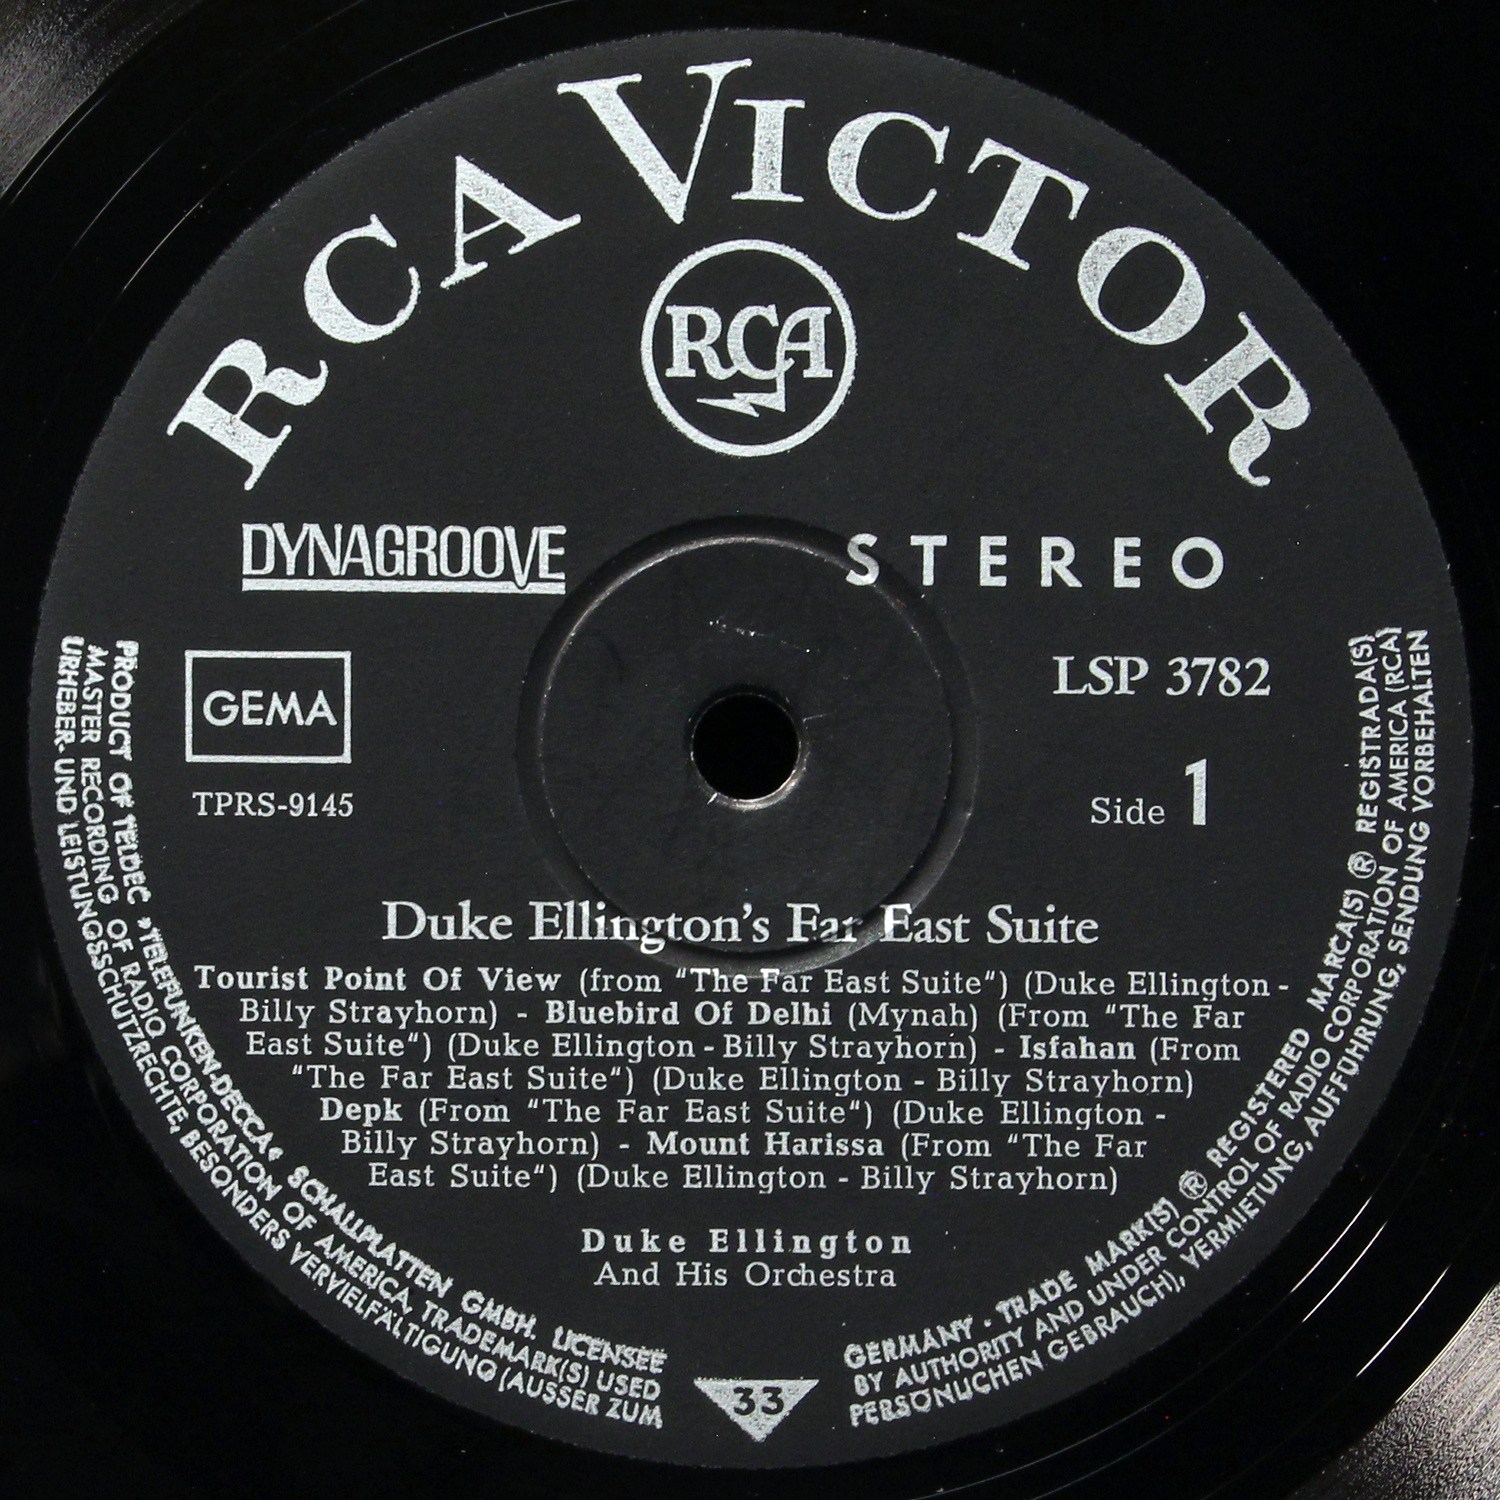 RCA VICTOR
RCA
DYNAGROOVE
STEREO
GEMA
LSP 3782
TPRS-9145
Side 1
Duke Ellington's Far East Suite
Tourist Point Of View (from "The Far East Suite") (Duke Ellington -
Billy Strayhorn) - Bluebird Of Delhi (Mynah) (From "The Far
East Suite") (Duke Ellington - Billy Strayhorn) - Isfahan (From
"The Far East Suite") (Duke Ellington - Billy Strayhorn)
Depk (From "The Far East Suite") (Duke Ellington -
Billy Strayhorn) - Mount Harissa (From "The Far
East Suite") (Duke Ellington - Billy Strayhorn)
Duke Ellington
And His Orchestra
PRODUCT OF TELDEC »TELEFUNKEN-DECCA« SCHALLPLATTEN GMBH. LICENSEE
MASTER RECORDING OF RADIO CORPORATION OF AMERICA, TRADEMARK(S) USED
URHEBER- UND LEISTUNGSSCHUTZRECHTE, BESONDERS VERVIELFÄLTIGUNG (AUSSER ZUM
33
GERMANY · TRADE MARK(S) ® REGISTERED MARCA(S) ® REGISTRADA(S)
BY AUTHORITY AND UNDER CONTROL OF RADIO CORPORATION OF AMERICA (RCA)
PERSÖNLICHEN GEBRAUCH), VERMIETUNG, AUFFÜHRUNG, SENDUNG VORBEHALTEN